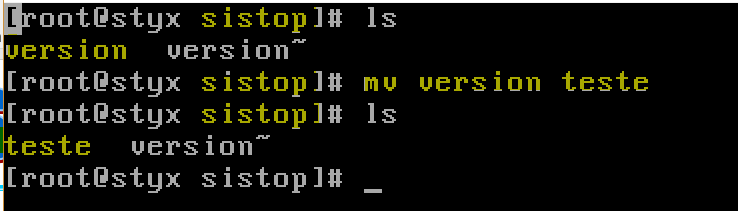 [root@styx sistop]# ls
version  version~
[root@styx sistop]# mv version teste
[root@styx sistop]# ls
teste  version~
[root@styx sistop]# _